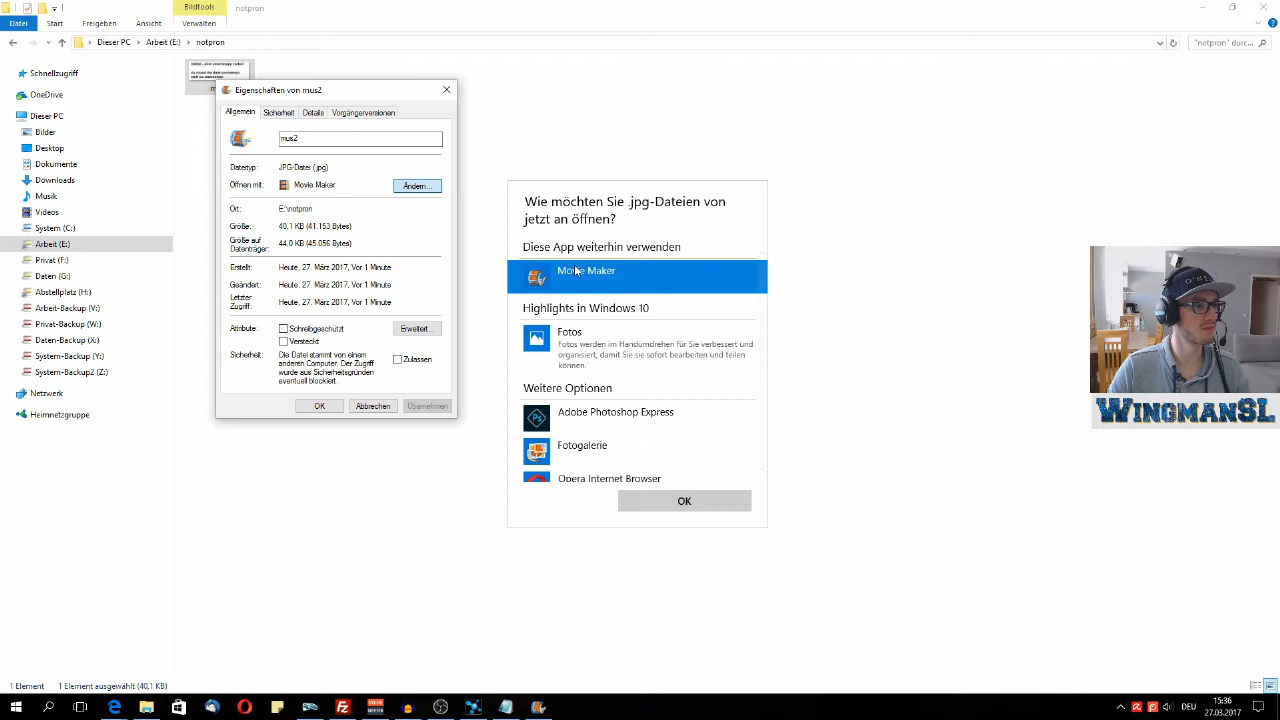 Bildtools
notpron
Datei
Start
Freigeben
Ansicht
Verwalten
Dieser PC
Arbeit (E:)
notpron
"notpron" durc...
Schnellzugriff
OneDrive
Dieser PC
Bilder
Desktop
Dokumente
Downloads
Musik
Videos
System (C:)
Arbeit (E:)
Privat (F:)
Daten (G:)
Abstellplatz (H:)
Arbeit-Backup (V:)
Privat-Backup (W:)
Daten-Backup (X:)
System-Backup (Y:)
System-Backup2 (Z:)
Netzwerk
Heimnetzgruppe
Eigenschaften von mus2
Allgemein
Sicherheit
Details
Vorgängerversionen
mus2
Dateityp:
JPG-Datei (.jpg)
Öffnen mit:
Movie Maker
Ändern...
Ort:
E:\notpron
Größe:
40,1 KB (41.153 Bytes)
Größe auf
Datenträger:
44,0 KB (45.056 Bytes)
Erstellt:
Heute, 27. März 2017, Vor 1 Minute
Geändert:
Heute, 27. März 2017, Vor 1 Minute
Letzter
Zugriff:
Heute, 27. März 2017, Vor 1 Minute
Attribute:
Schreibgeschützt
Erweitert...
Versteckt
Sicherheit:
Die Datei stammt von einem
anderen Computer. Der Zugriff
wurde aus Sicherheitsgründen
eventuell blockiert.
Zulassen
OK
Abbrechen
Übernehmen
Wie möchten Sie .jpg-Dateien von
jetzt an öffnen?
Diese App weiterhin verwenden
Movie Maker
Highlights in Windows 10
Fotos
Fotos werden im Handumdrehen für Sie verbessert und
organisiert, damit Sie sie sofort bearbeiten und teilen
können.
Weitere Optionen
Adobe Photoshop Express
Fotogalerie
Opera Internet Browser
OK
WINGMANSL
1 Element
1 Element ausgewählt (40,1 KB)
DEU
15:36
27.03.2017